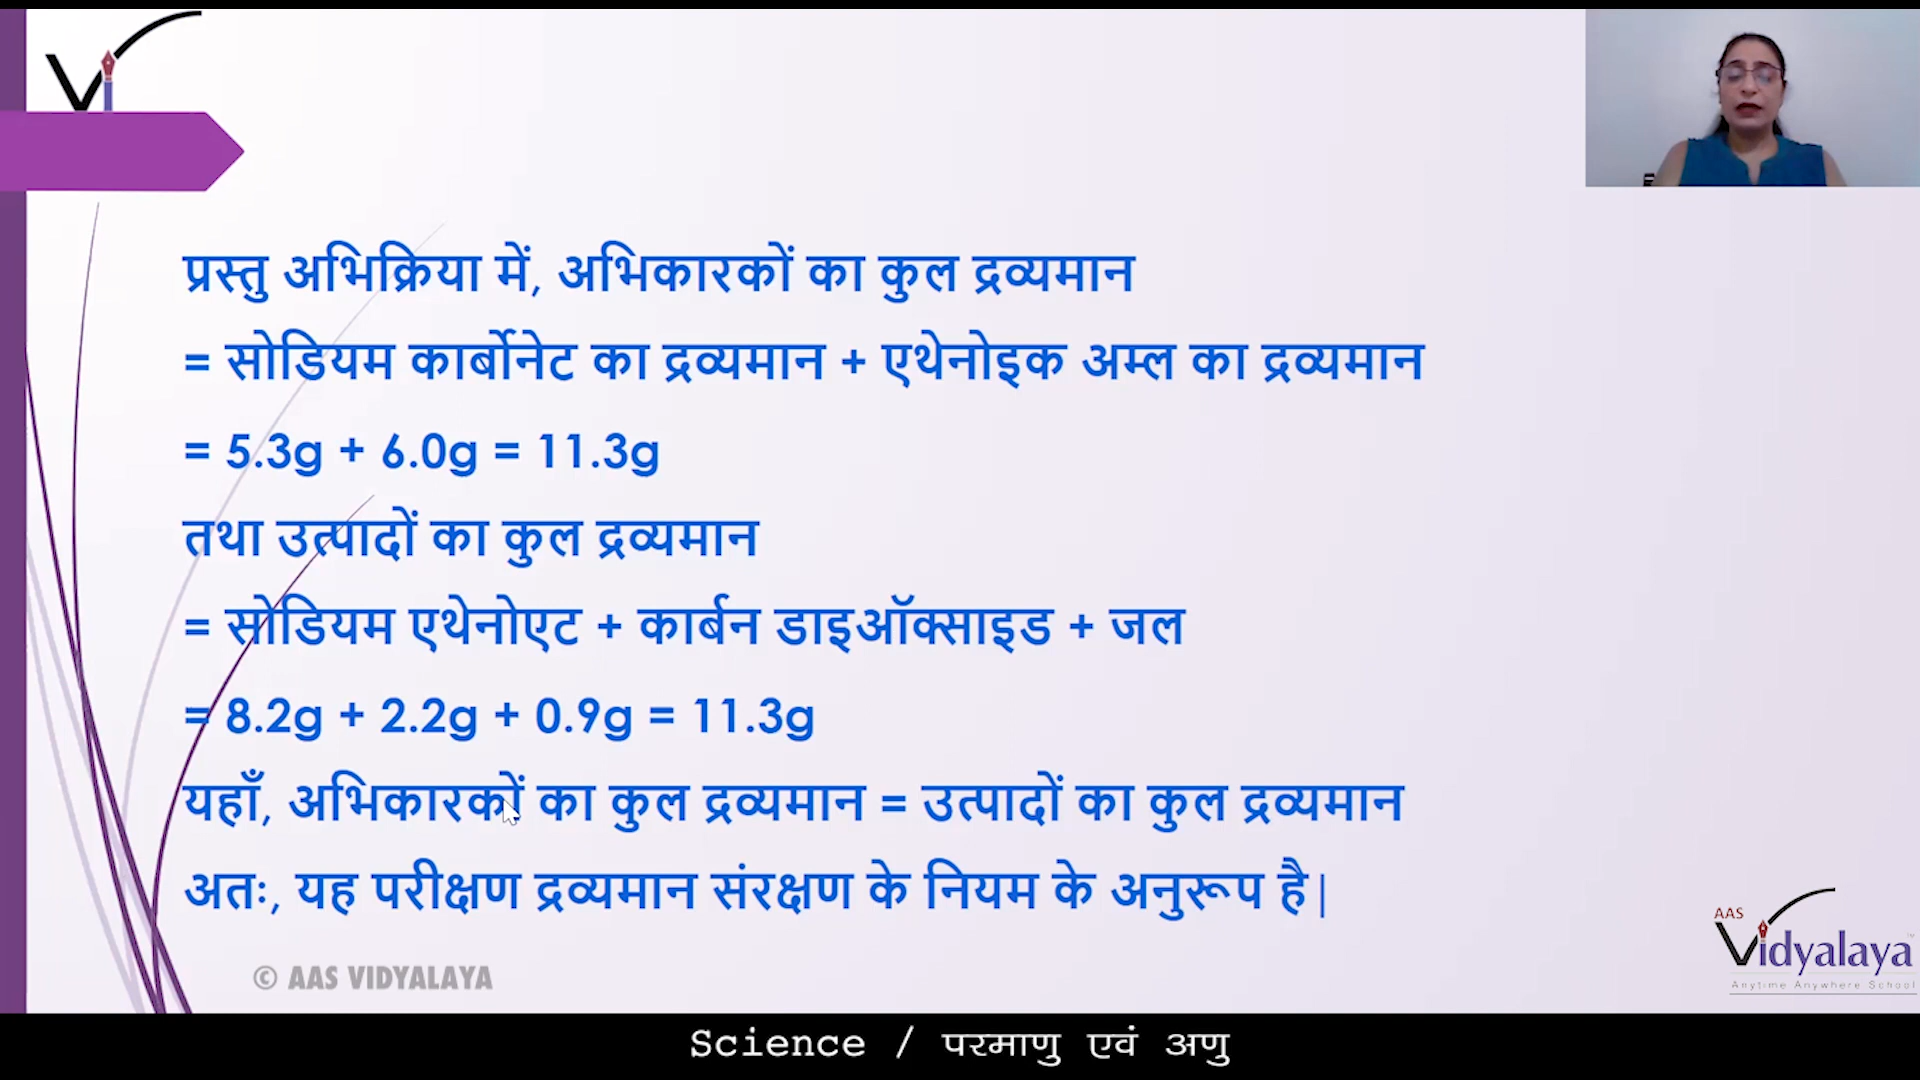 प्रस्तु अभिक्रिया में, अभिकारकों का कुल द्रव्यमान
= सोडियम कार्बोनेट का द्रव्यमान + एथेनोइक अम्ल का द्रव्यमान
= 5.3g + 6.0g = 11.3g
तथा उत्पादों का कुल द्रव्यमान
= सोडियम एथेनोएट + कार्बन डाइऑक्साइड + जल
= 8.2g + 2.2g + 0.9g = 11.3g
यहाँ, अभिकारकों का कुल द्रव्यमान = उत्पादों का कुल द्रव्यमान
अतः, यह परीक्षण द्रव्यमान संरक्षण के नियम के अनुरूप है|
AAS
Vidyalaya
Anytime Anywhere School
© AAS VIDYALAYA
Science / परमाणु एवं अणु